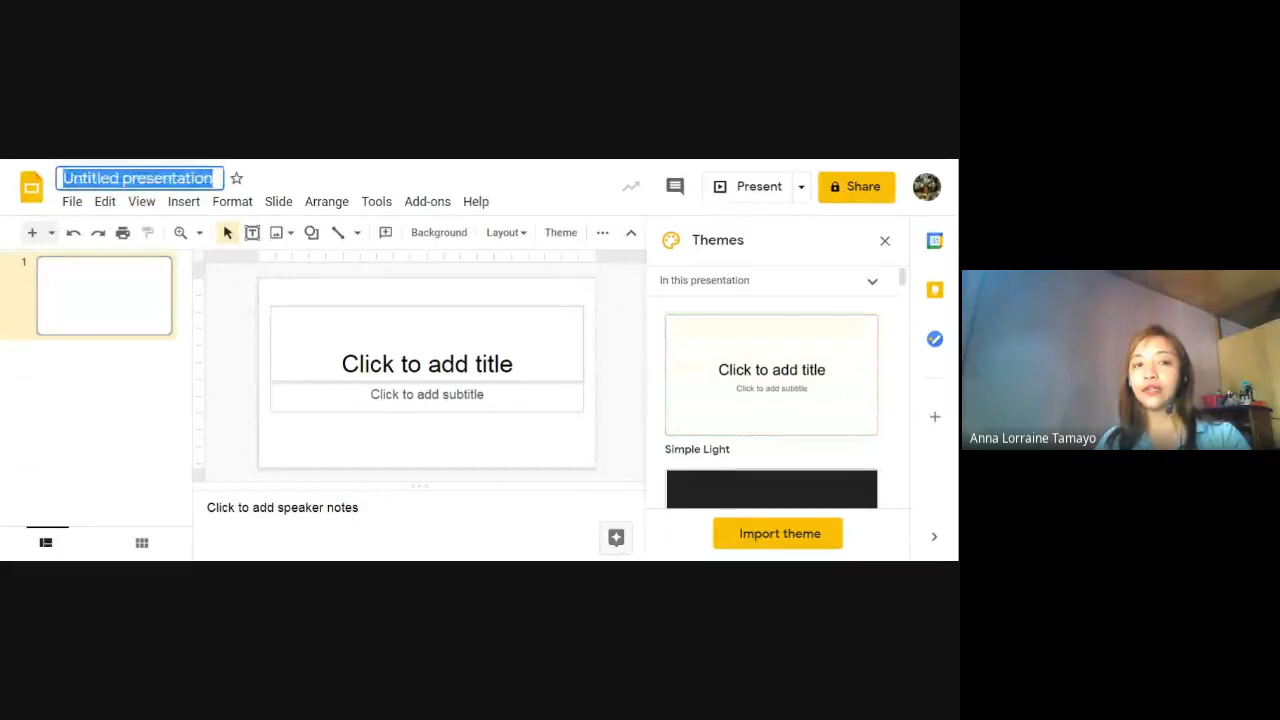 Untitled presentation
File Edit View Insert Format Slide Arrange Tools Add-ons Help
Present
Share
Background Layout Theme
Themes
In this presentation
1
Click to add title
Click to add subtitle
Click to add title
Click to add subtitle
Simple Light
Click to add speaker notes
Import theme
Anna Lorraine Tamayo